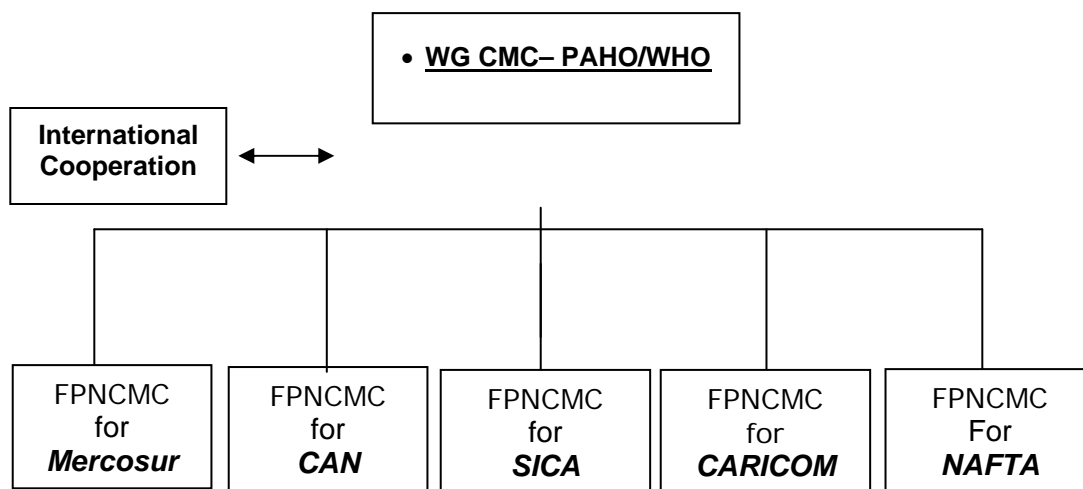 • WG CMC– PAHO/WHO
International
Cooperation
FPNCMC
for
Mercosur
FPNCMC
for
CAN
FPNCMC
for
SICA
FPNCMC
for
CARICOM
FPNCMC
For
NAFTA